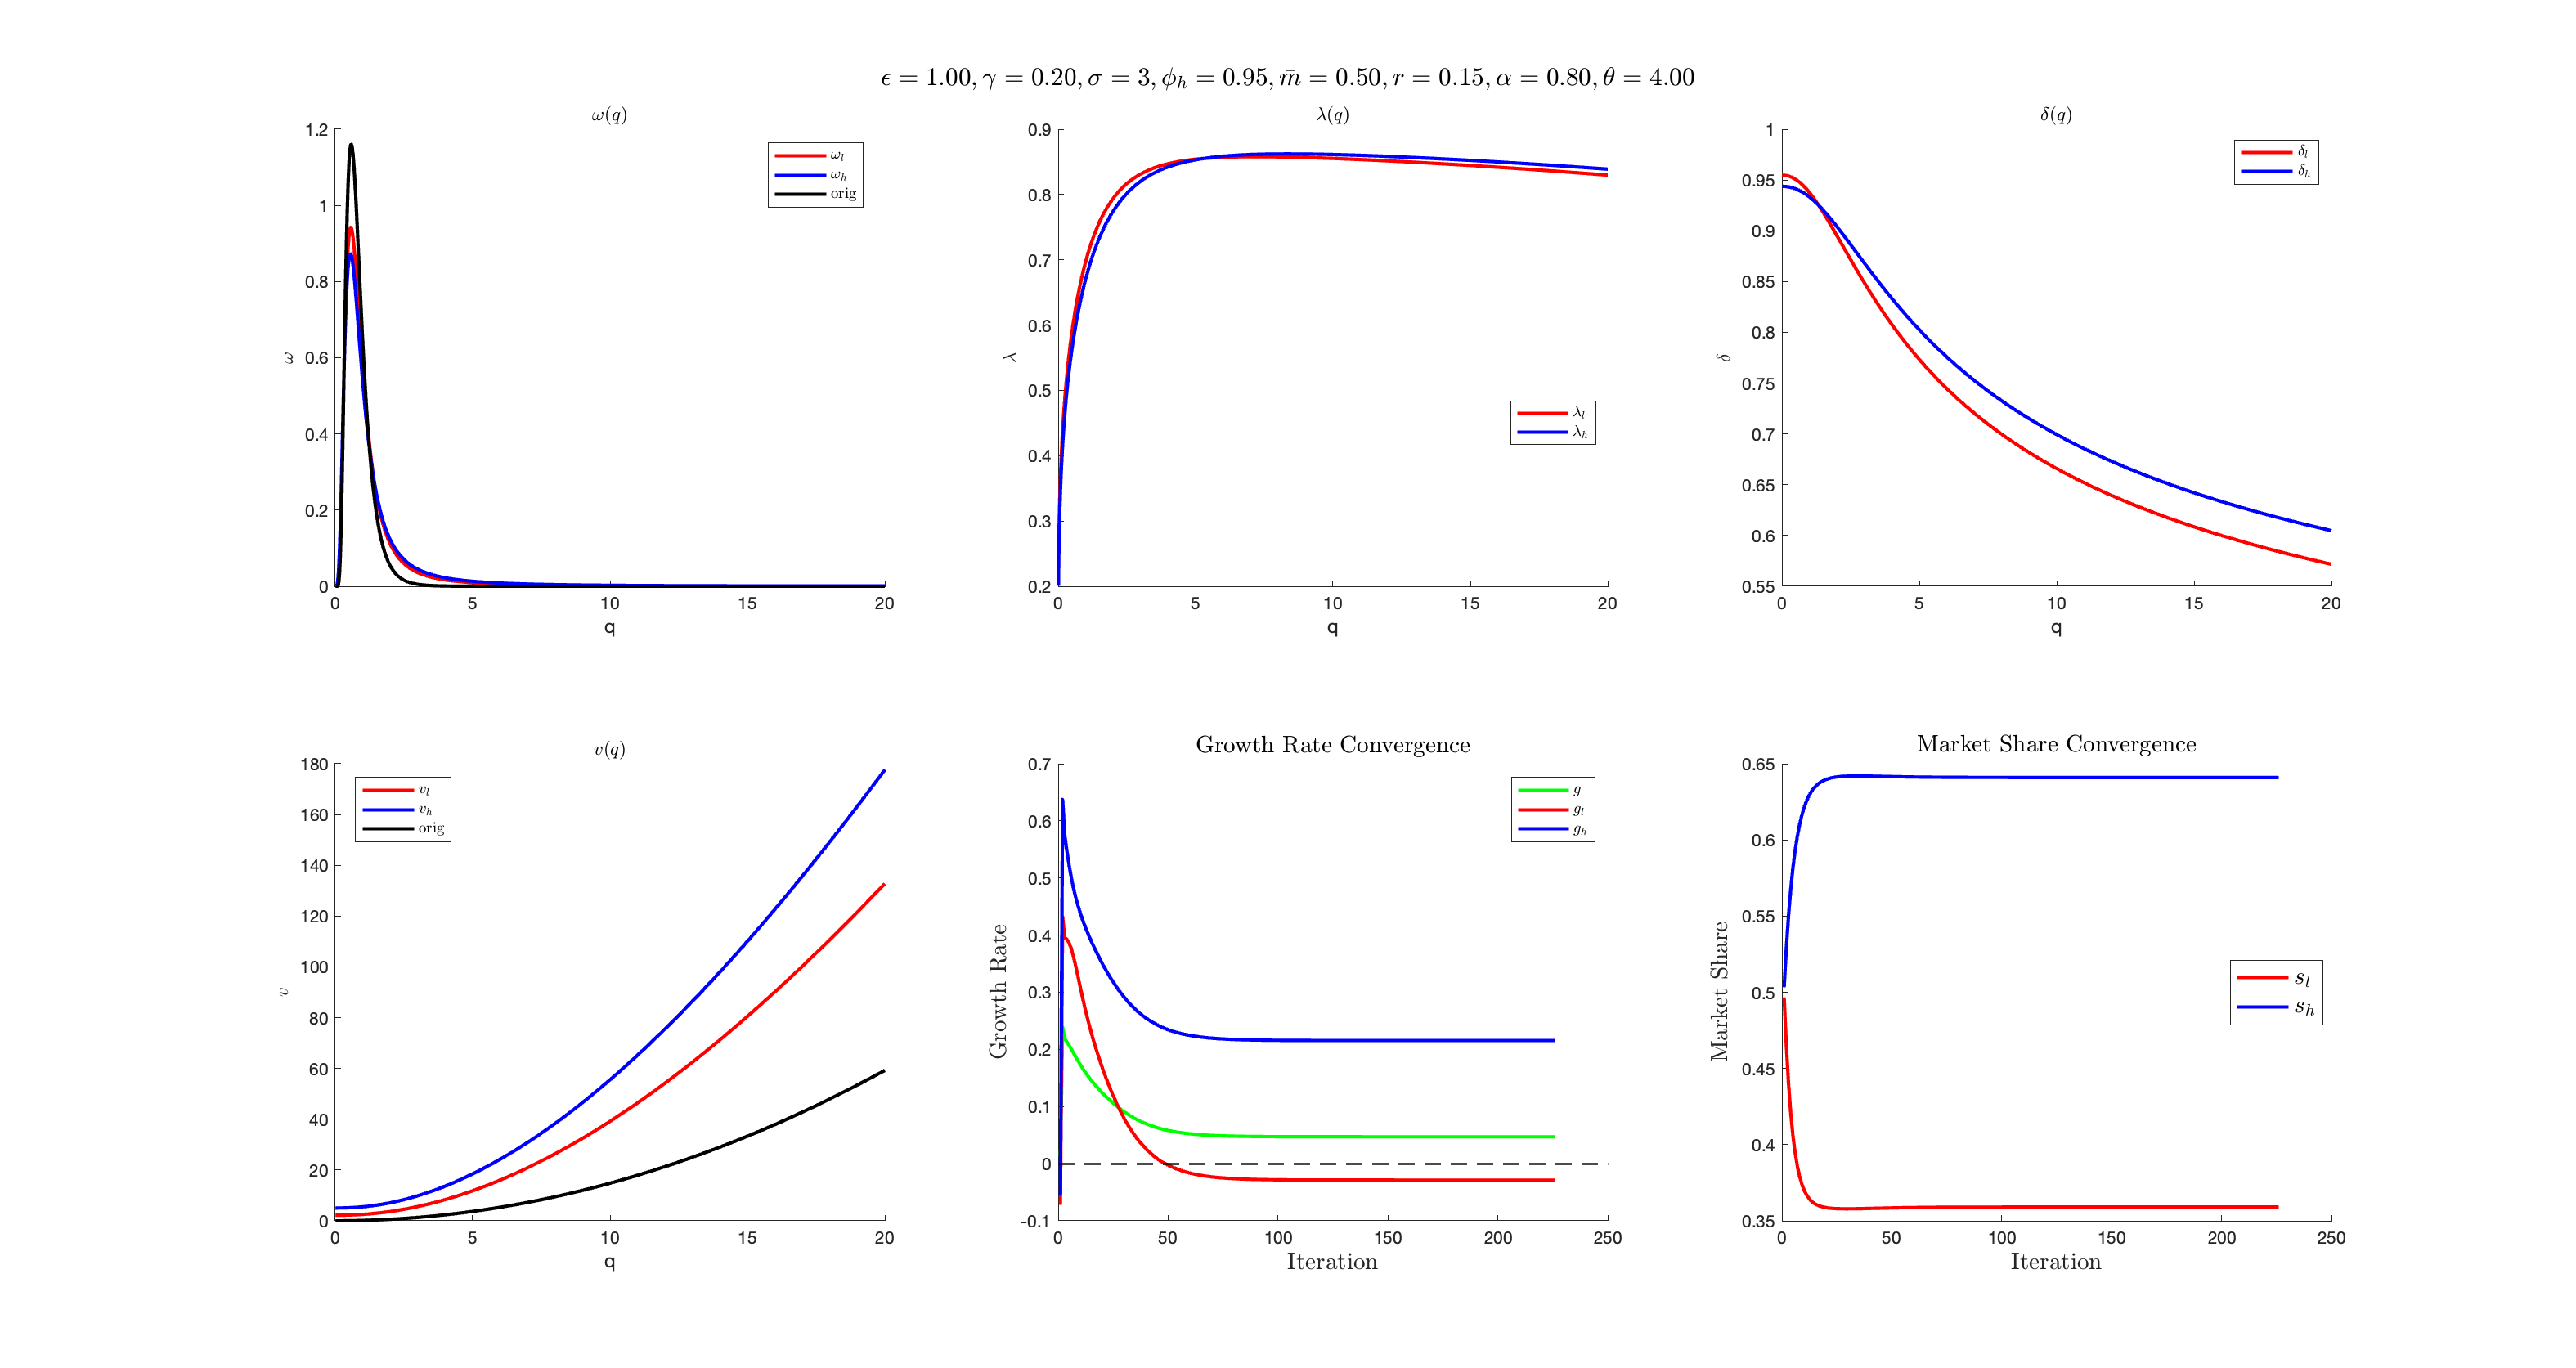 ϵ = 1.00, γ = 0.20, σ = 3, ϕ_h = 0.95, m̄ = 0.50, r = 0.15, α = 0.80, θ = 4.00
ω(q)
1.2
1
0.8
0.6
0.4
0.2
0
ω
ω_l
ω_h
orig
0 5 10 15 20
q
λ(q)
0.9
0.8
0.7
0.6
0.5
0.4
0.3
0.2
λ
λ_l
λ_h
0 5 10 15 20
q
δ(q)
1
0.95
0.9
0.85
0.8
0.75
0.7
0.65
0.6
0.55
δ
δ_l
δ_h
0 5 10 15 20
q
v(q)
180
160
140
120
100
80
60
40
20
0
v
v_l
v_h
orig
0 5 10 15 20
q
Growth Rate Convergence
0.7
0.6
0.5
0.4
0.3
0.2
0.1
0
-0.1
Growth Rate
g
g_l
g_h
0 50 100 150 200 250
Iteration
Market Share Convergence
0.65
0.6
0.55
0.5
0.45
0.4
0.35
Market Share
s_l
s_h
0 50 100 150 200 250
Iteration